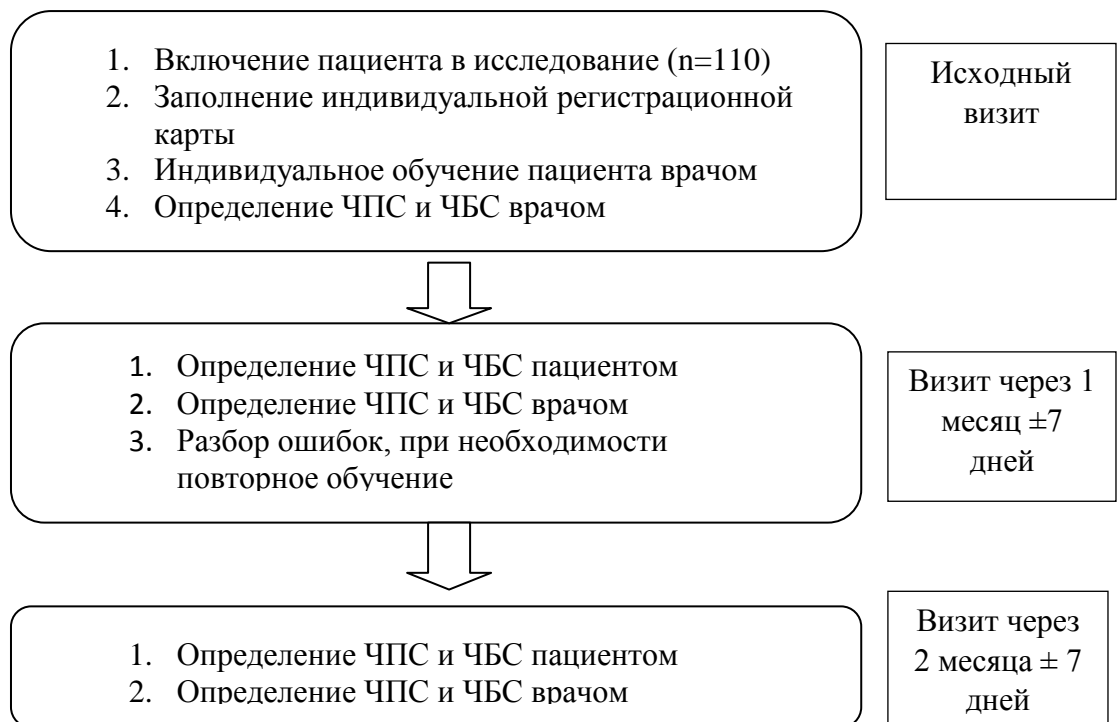 1. Включение пациента в исследование (n=110)
2. Заполнение индивидуальной регистрационной
карты
3. Индивидуальное обучение пациента врачом
4. Определение ЧПС и ЧБС врачом
Исходный
визит
1. Определение ЧПС и ЧБС пациентом
2. Определение ЧПС и ЧБС врачом
3. Разбор ошибок, при необходимости
повторное обучение
Визит через 1
месяц ±7
дней
1. Определение ЧПС и ЧБС пациентом
2. Определение ЧПС и ЧБС врачом
Визит через
2 месяца ± 7
дней